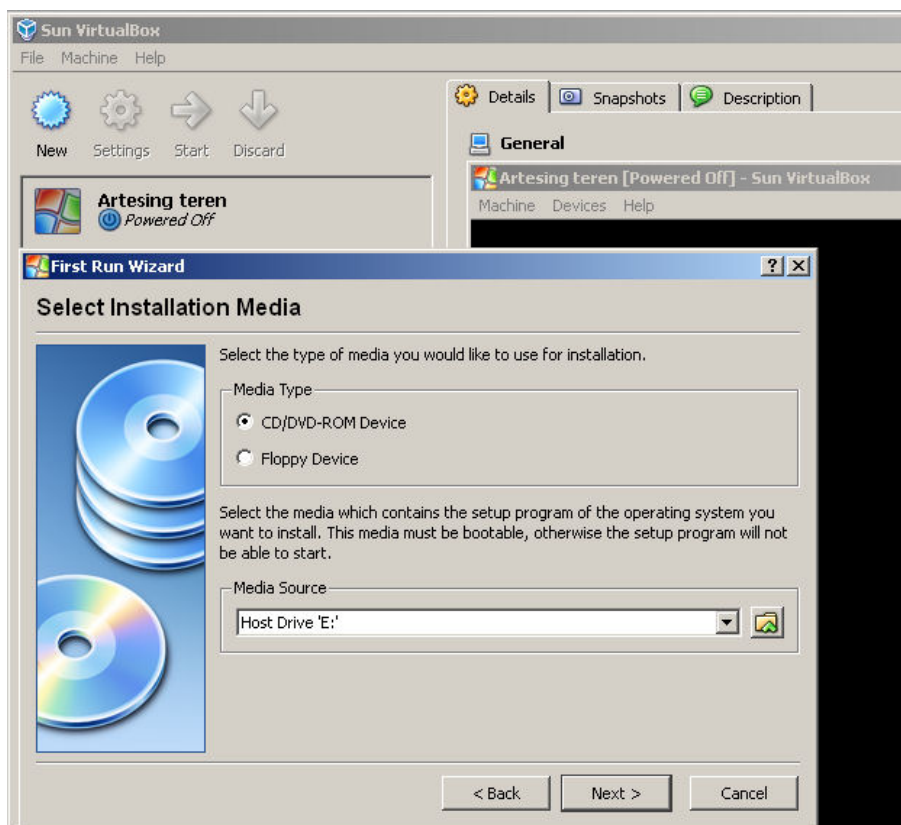 Sun VirtualBox
File Machine Help
New Settings Start Discard
Details Snapshots Description
General
Artesing teren
Powered Off
Artesing teren [Powered Off] - Sun VirtualBox
Machine Devices Help
First Run Wizard
Select Installation Media
Select the type of media you would like to use for installation.
Media Type
CD/DVD-ROM Device
Floppy Device
Select the media which contains the setup program of the operating system you
want to install. This media must be bootable, otherwise the setup program will not
be able to start.
Media Source
Host Drive 'E:'
< Back Next > Cancel